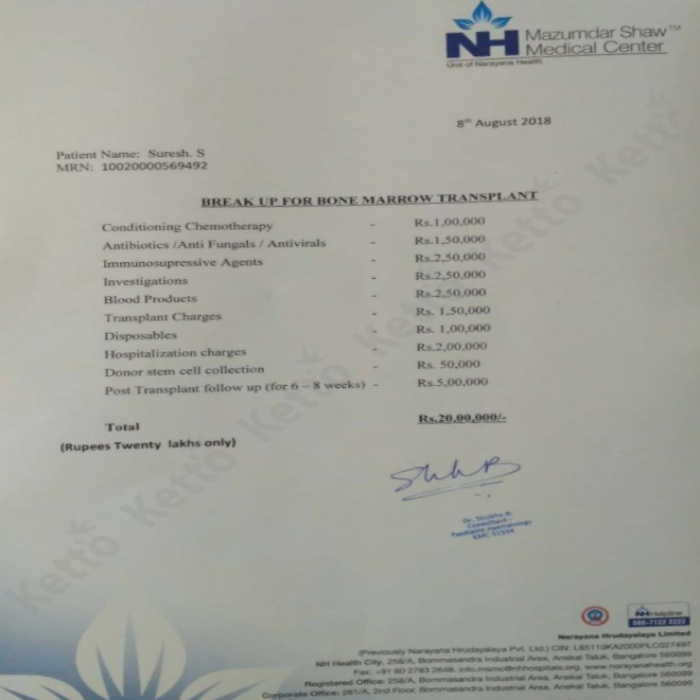 NH Mazumdar Shaw™
Medical Center
Unit of Narayana Health
8th August 2018
Patient Name: Suresh. S
MRN: 10020000569492
BREAK UP FOR BONE MARROW TRANSPLANT
Conditioning Chemotherapy - Rs.1,00,000
Antibiotics /Anti Fungals / Antivirals - Rs.1,50,000
Immunosupressive Agents - Rs.2,50,000
Investigations - Rs.2,50,000
Blood Products - Rs.2,50,000
Transplant Charges - Rs. 1,50,000
Disposables - Rs. 1,00,000
Hospitalization charges - Rs.2,00,000
Donor stem cell collection - Rs. 50,000
Post Transplant follow up (for 6 – 8 weeks) - Rs.5,00,000
Total Rs.20,00,000/-
(Rupees Twenty lakhs only)
Dr. Shobha B.
Consultant -
Paediatric Haematology
KMC
NH Helpline
Narayana Hrudayalaya Limited
(Previously Narayana Hrudayalaya Pvt. Ltd.) CIN: L85110KA2000PLC027497
NH Health City, 258/A, Bommasandra Industrial Area, Anekal Taluk, Bangalore 560099
Fax: +91 80 2783 2648, info.msmc@nhhospitals.org, www.narayanahealth.org
Registered Office: 258/A, Bommasandra Industrial Area, Anekal Taluk, Bangalore 560099
Corporate Office: 261/A, 2nd Floor, Bommasandra Industrial Area, Anekal Taluk, Bangalore 560099
Ketto Ketto Ketto Ketto Ketto Ketto